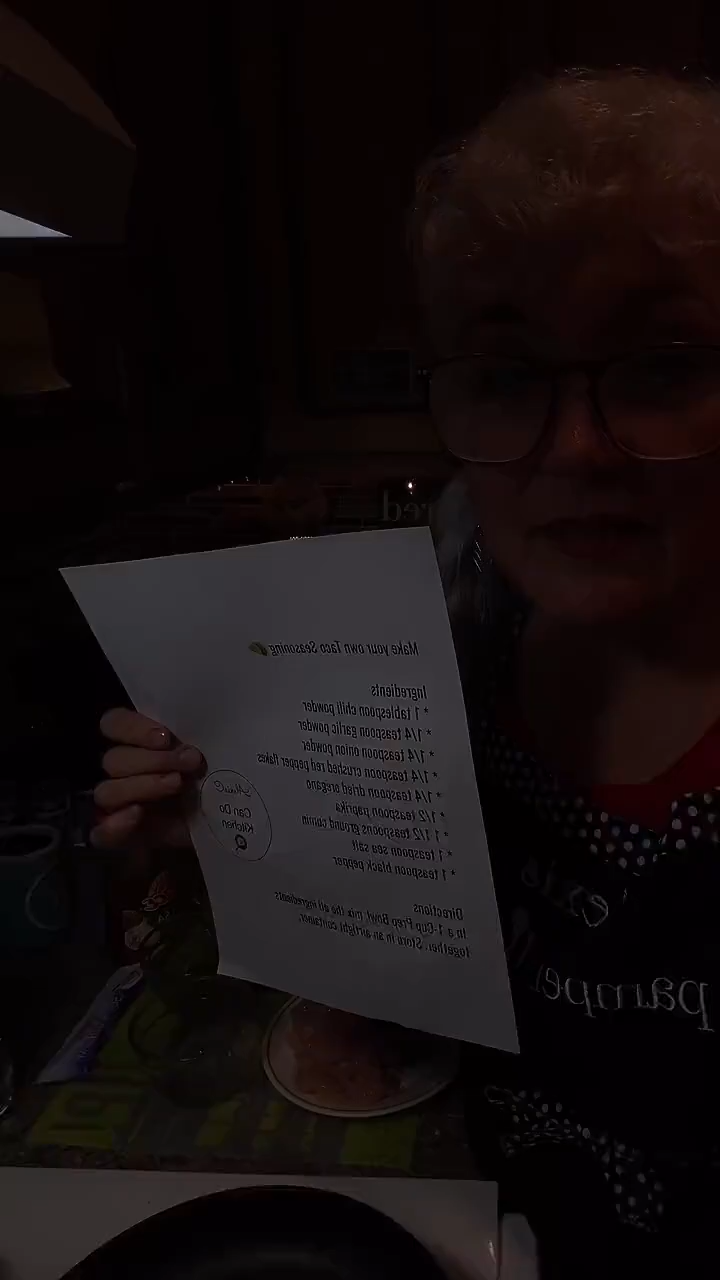 Make your own Taco Seasoning
Ingredients
* 1 tablespoon chili powder
* 1/4 teaspoon garlic powder
* 1/4 teaspoon onion powder
* 1/4 teaspoon crushed red pepper flakes
* 1/4 teaspoon dried oregano
* 1/2 teaspoon paprika
* 1 1/2 teaspoons ground cumin
* 1 teaspoon sea salt
* 1 teaspoon black pepper
Directions
In a 1-Cup Prep Bowl, mix the all ingredients
together. Store in an airtight container.
Can Do
Kitchen
pampe